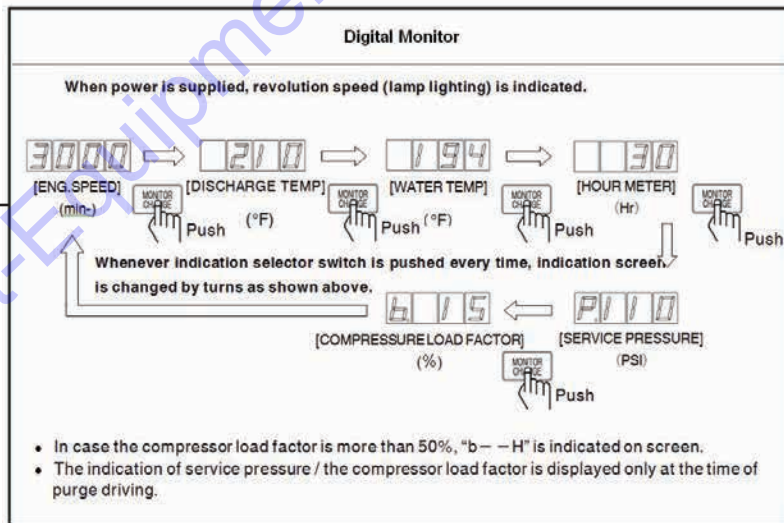 Digital Monitor
When power is supplied, revolution speed (lamp lighting) is indicated.
3000 210 194 30
[ENG.SPEED] [DISCHARGE TEMP] [WATER TEMP] [HOUR METER]
(min-) (°F) (°F) (Hr)
MONITOR CHANGE MONITOR CHANGE MONITOR CHANGE MONITOR CHANGE
Push Push Push Push
Whenever indication selector switch is pushed every time, indication screen
is changed by turns as shown above.
b. 15 P.110
[COMPRESSURE LOAD FACTOR] [SERVICE PRESSURE]
(%) (PSI)
MONITOR CHANGE
Push
• In case the compressor load factor is more than 50%, “b− −H” is indicated on screen.
• The indication of service pressure / the compressor load factor is displayed only at the time of
purge driving.